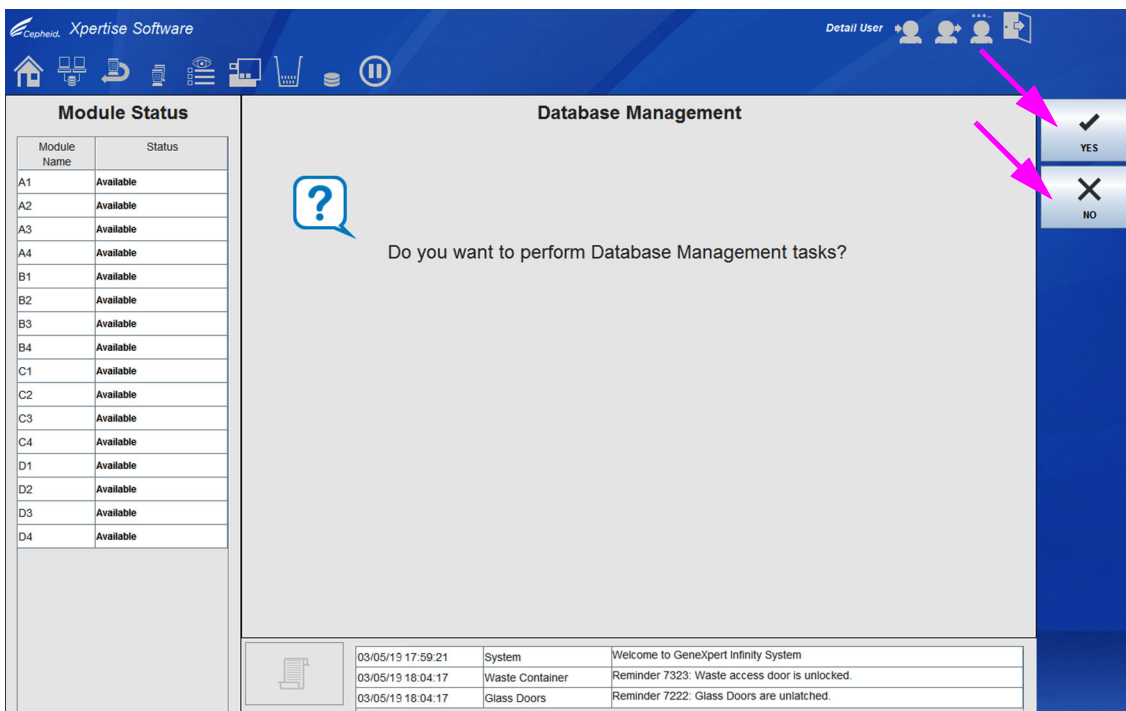 Cepheid. Xpertise Software
Detail User
Module Status
Database Management
YES
NO
Module Name Status
A1 Available
A2 Available
A3 Available
A4 Available
B1 Available
B2 Available
B3 Available
B4 Available
C1 Available
C2 Available
C3 Available
C4 Available
D1 Available
D2 Available
D3 Available
D4 Available
?
Do you want to perform Database Management tasks?
03/05/19 17:59:21 System Welcome to GeneXpert Infinity System
03/05/19 18:04:17 Waste Container Reminder 7323: Waste access door is unlocked.
03/05/19 18:04:17 Glass Doors Reminder 7222: Glass Doors are unlatched.